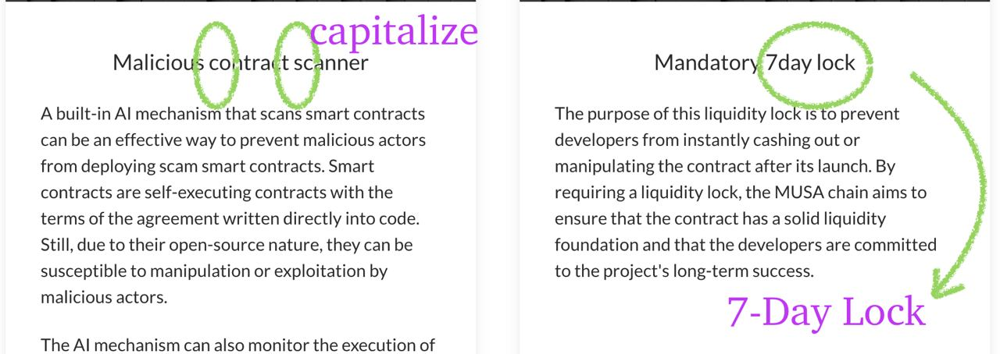 capitalize
Malicious contract scanner
A built-in AI mechanism that scans smart contracts
can be an effective way to prevent malicious actors
from deploying scam smart contracts. Smart
contracts are self-executing contracts with the
terms of the agreement written directly into code.
Still, due to their open-source nature, they can be
susceptible to manipulation or exploitation by
malicious actors.
The AI mechanism can also monitor the execution of
Mandatory 7day lock
The purpose of this liquidity lock is to prevent
developers from instantly cashing out or
manipulating the contract after its launch. By
requiring a liquidity lock, the MUSA chain aims to
ensure that the contract has a solid liquidity
foundation and that the developers are committed
to the project's long-term success.
7-Day Lock